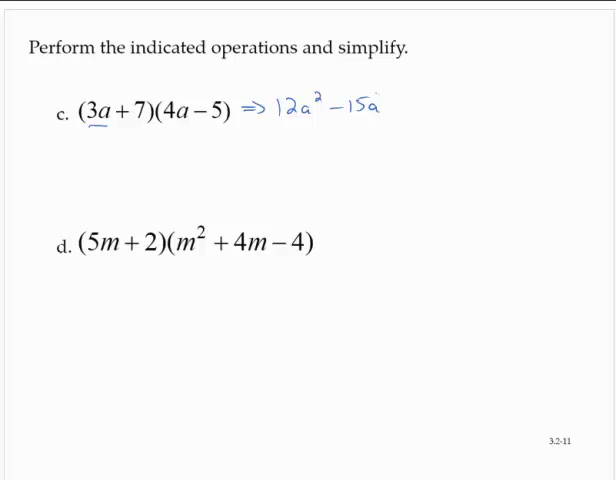 Perform the indicated operations and simplify.
c. (3a + 7)(4a − 5) ⇒ 12a² − 15a
d. (5m + 2)(m² + 4m − 4)
3.2-11